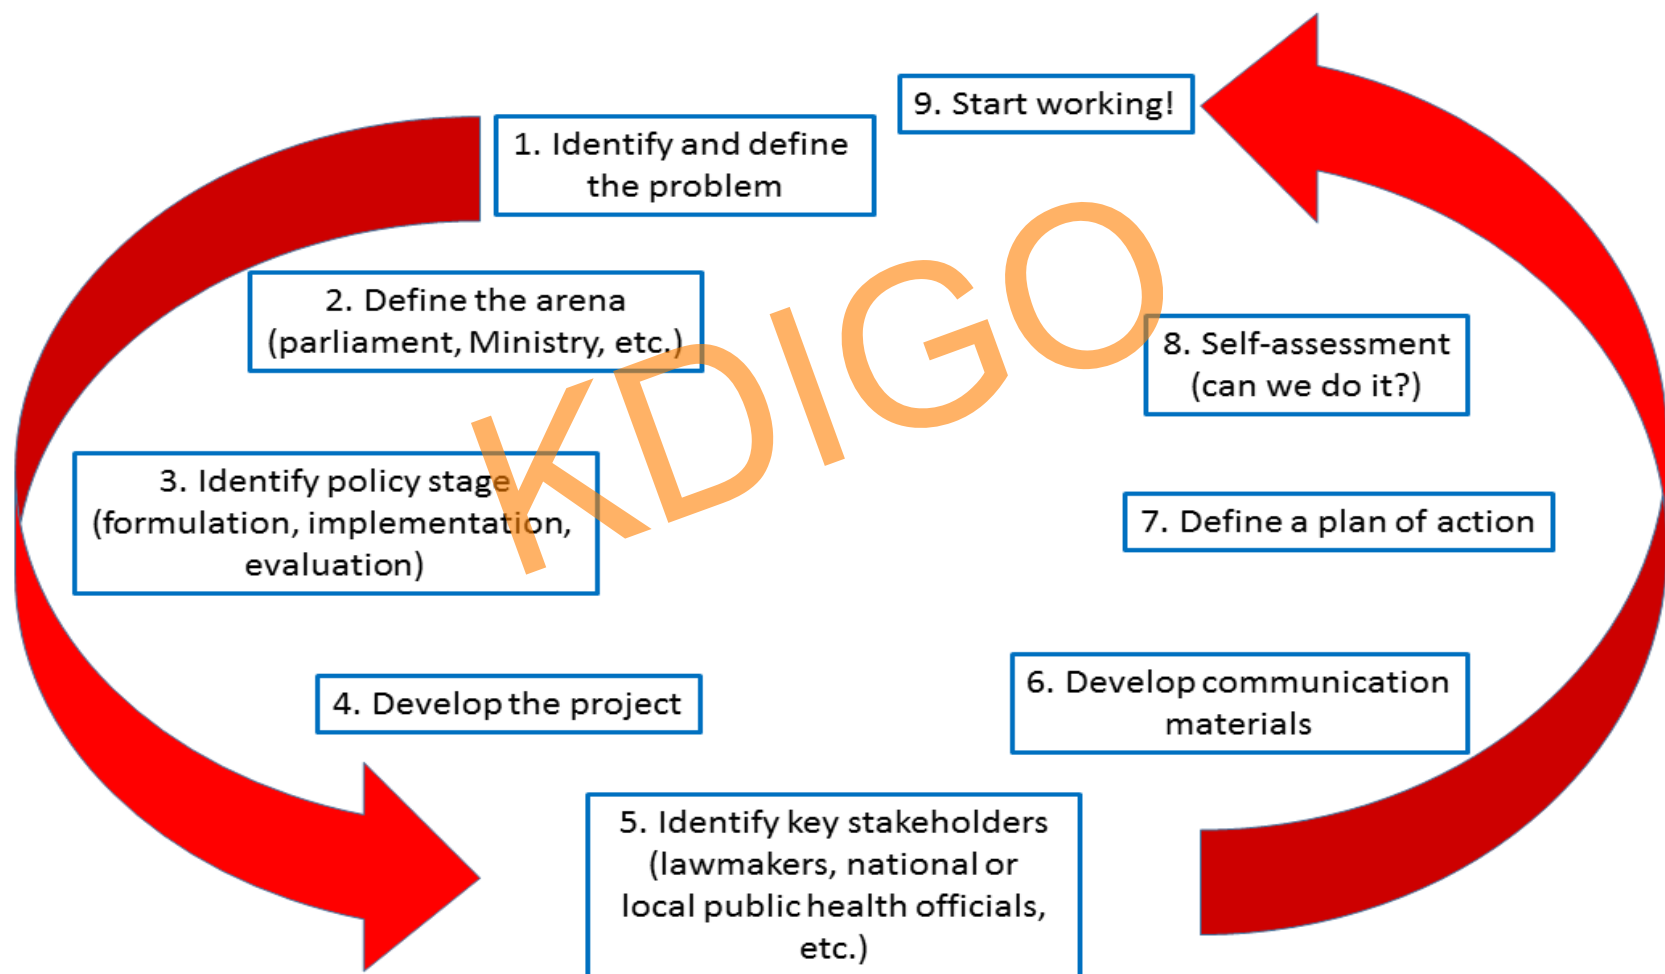 1. Identify and define
the problem
2. Define the arena
(parliament, Ministry, etc.)
3. Identify policy stage
(formulation, implementation,
evaluation)
4. Develop the project
5. Identify key stakeholders
(lawmakers, national or
local public health officials,
etc.)
6. Develop communication
materials
7. Define a plan of action
8. Self-assessment
(can we do it?)
9. Start working!
KDIGO